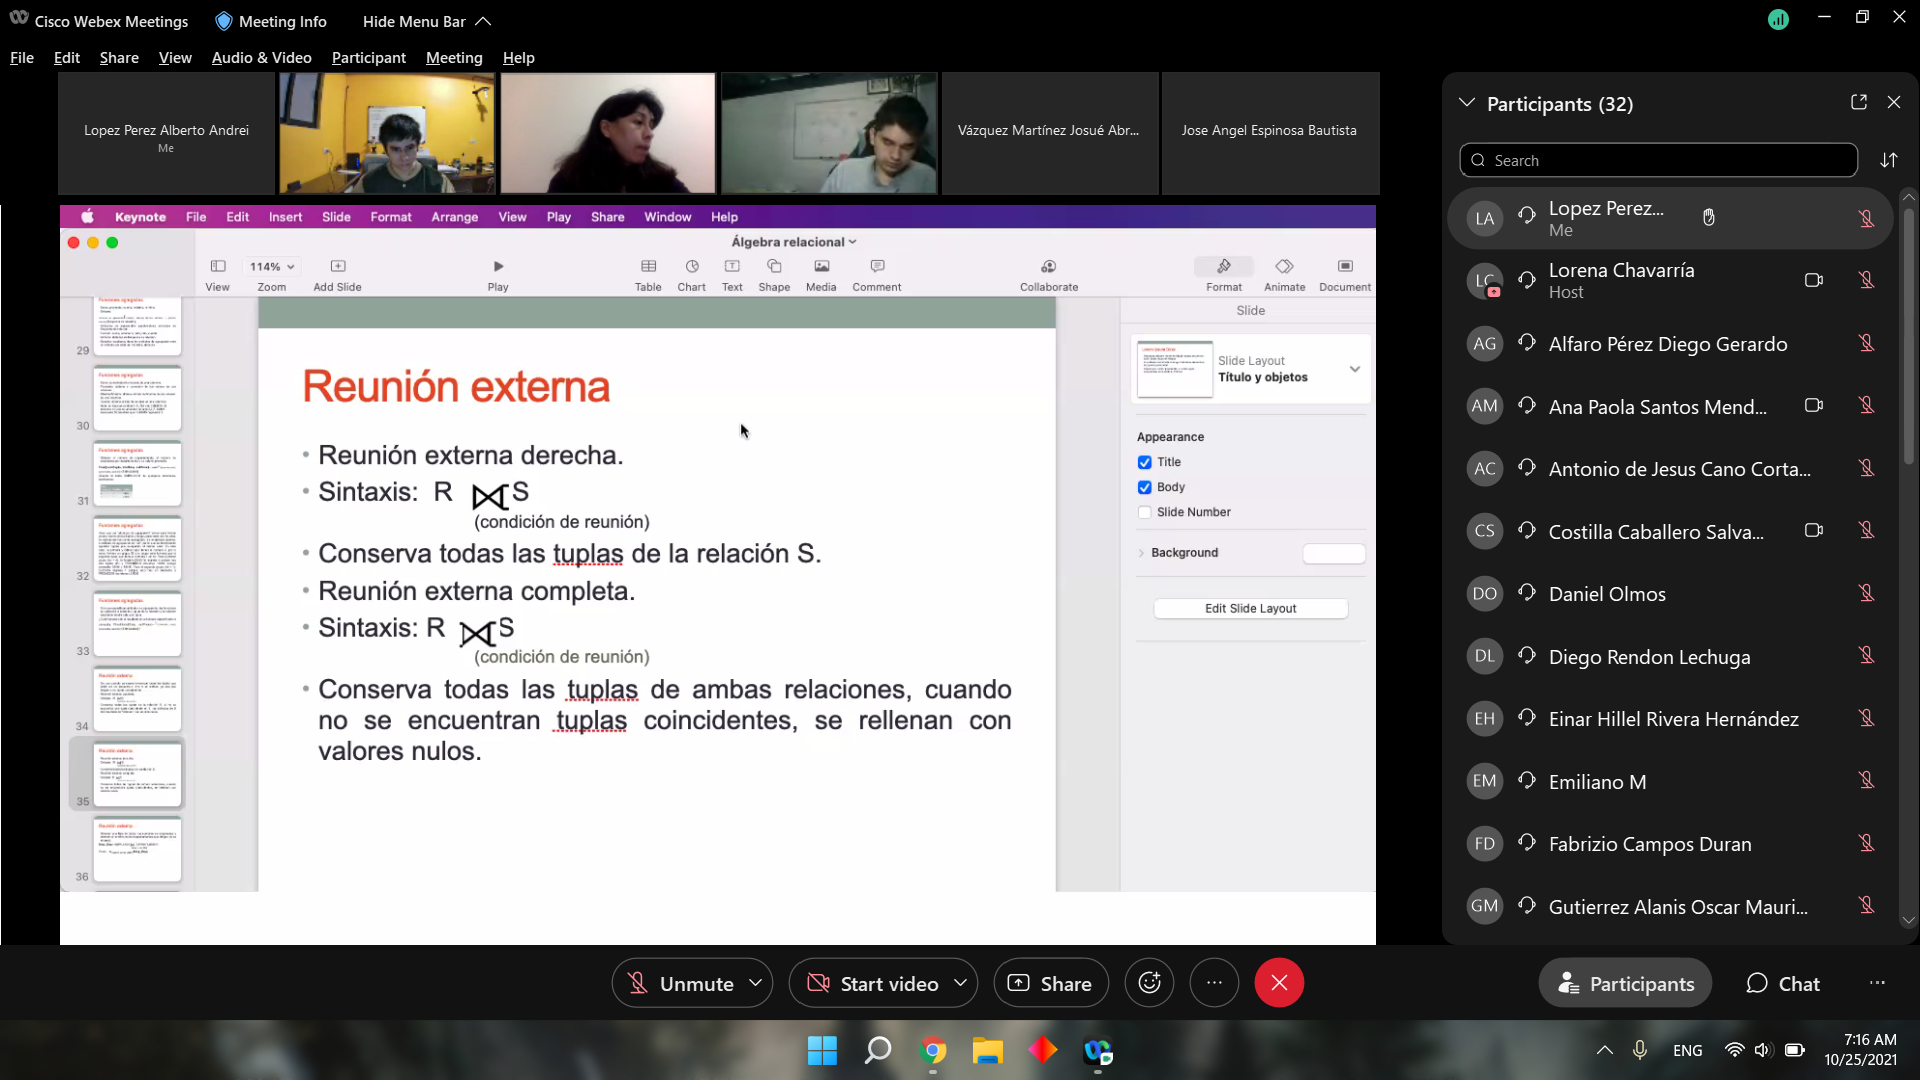 Cisco Webex Meetings
Meeting Info
Hide Menu Bar
File Edit Share View Audio & Video Participant Meeting Help
Lopez Perez Alberto Andrei
Me
Vázquez Martínez Josué Abr...
Jose Angel Espinosa Bautista
Keynote File Edit Insert Slide Format Arrange View Play Share Window Help
Álgebra relacional
114%
View Zoom Add Slide Play Table Chart Text Shape Media Comment Collaborate Format Animate Document
29
30
31
32
33
34
35
36
Reunión externa
• Reunión externa derecha.
• Sintaxis: R ⋈ S
(condición de reunión)
• Conserva todas las tuplas de la relación S.
• Reunión externa completa.
• Sintaxis: R ⋈ S
(condición de reunión)
• Conserva todas las tuplas de ambas relaciones, cuando
no se encuentran tuplas coincidentes, se rellenan con
valores nulos.
Slide
Slide Layout
Título y objetos
Appearance
Title
Body
Slide Number
Background
Edit Slide Layout
Participants (32)
Search
LA Lopez Perez...
Me
LC Lorena Chavarría
Host
AG Alfaro Pérez Diego Gerardo
AM Ana Paola Santos Mend...
AC Antonio de Jesus Cano Corta...
CS Costilla Caballero Salva...
DO Daniel Olmos
DL Diego Rendon Lechuga
EH Einar Hillel Rivera Hernández
EM Emiliano M
FD Fabrizio Campos Duran
GM Gutierrez Alanis Oscar Mauri...
Unmute
Start video
Share
Participants
Chat
ENG
7:16 AM
10/25/2021